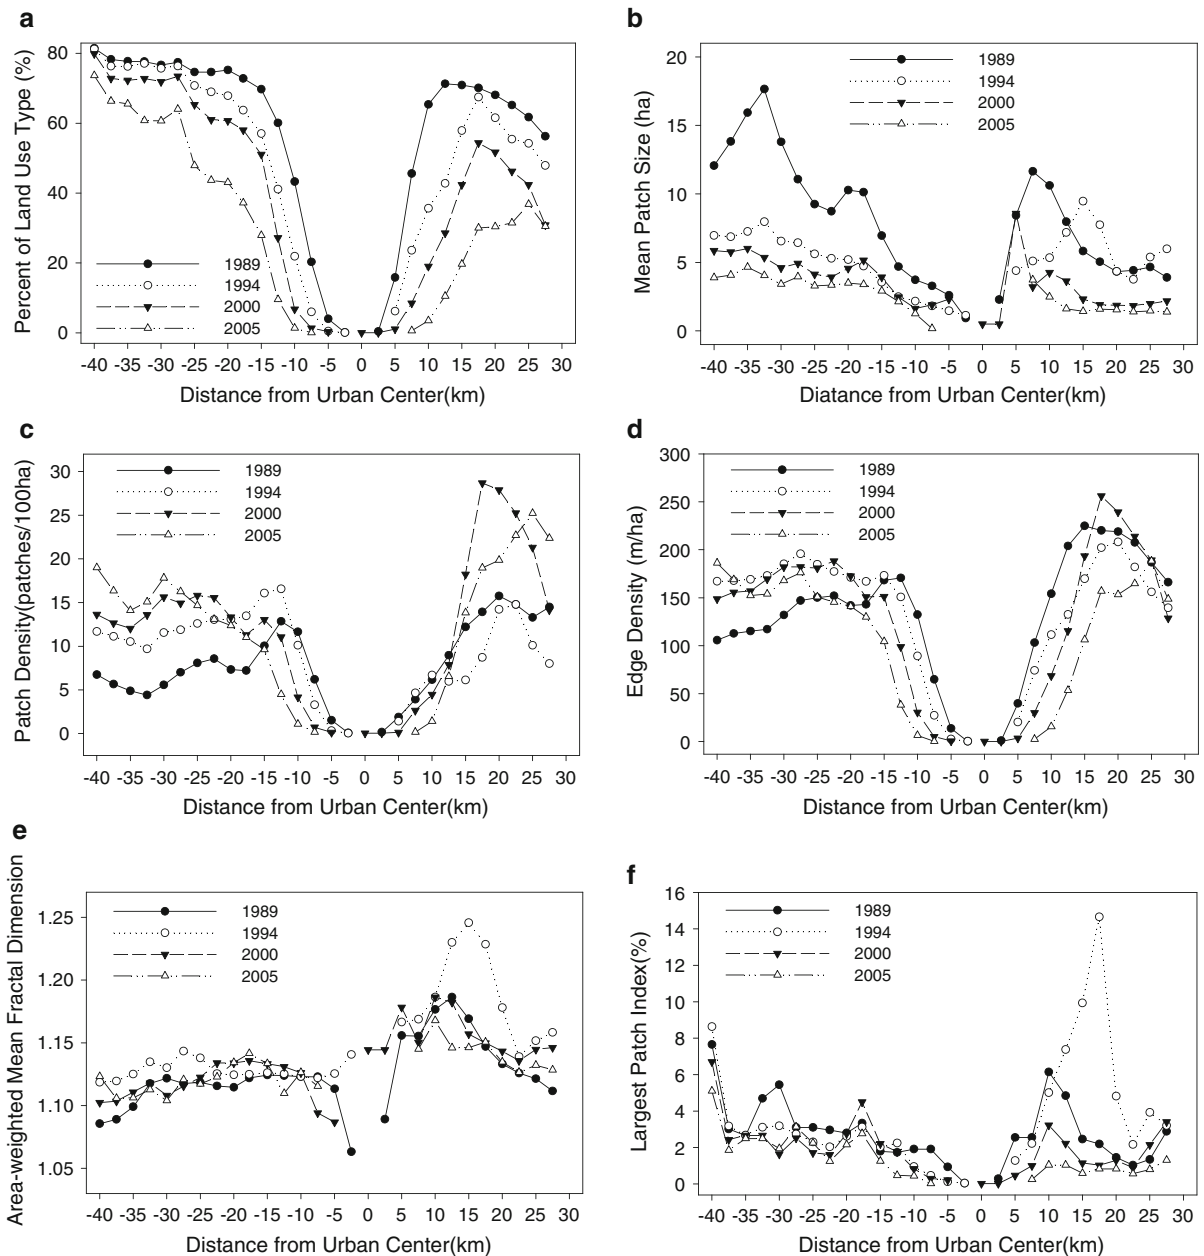 a
Percent of Land Use Type (%)
80
60
40
20
0
1989
1994
2000
2005
-40 -35 -30 -25 -20 -15 -10 -5 0 5 10 15 20 25 30
Distance from Urban Center(km)
b
Mean Patch Size (ha)
20
15
10
5
0
1989
1994
2000
2005
-40 -35 -30 -25 -20 -15 -10 -5 0 5 10 15 20 25 30
Diatance from Urban Center(km)
c
Patch Density(patches/100ha)
30
25
20
15
10
5
0
1989
1994
2000
2005
-40 -35 -30 -25 -20 -15 -10 -5 0 5 10 15 20 25 30
Distance from Urban Center(km)
d
Edge Density (m/ha)
300
250
200
150
100
50
0
1989
1994
2000
2005
-40 -35 -30 -25 -20 -15 -10 -5 0 5 10 15 20 25 30
Distance from Urban Center(km)
e
Area-weighted Mean Fractal Dimension
1.25
1.20
1.15
1.10
1.05
1989
1994
2000
2005
-40 -35 -30 -25 -20 -15 -10 -5 0 5 10 15 20 25 30
Distance from Urban Center(km)
f
Largest Patch Index(%)
16
14
12
10
8
6
4
2
0
1989
1994
2000
2005
-40 -35 -30 -25 -20 -15 -10 -5 0 5 10 15 20 25 30
Distance from Urban Center(km)